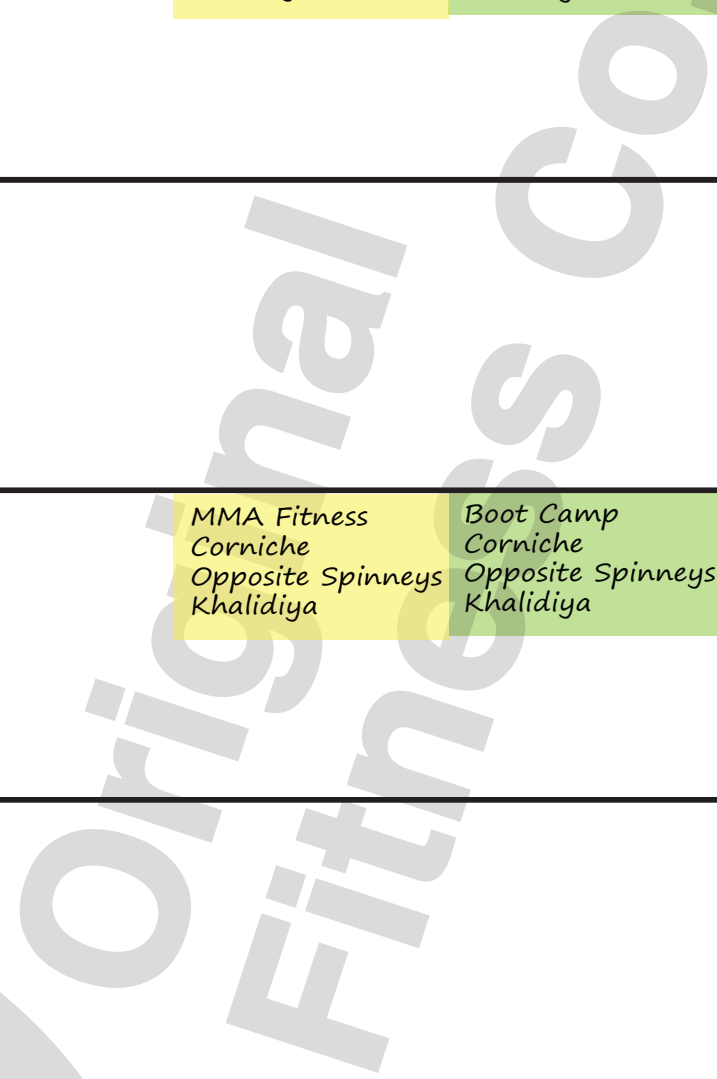 MMA Fitness
Corniche
Opposite Spinneys
Khalidiya
Boot Camp
Corniche
Opposite Spinneys
Khalidiya
Original
Fitness Co